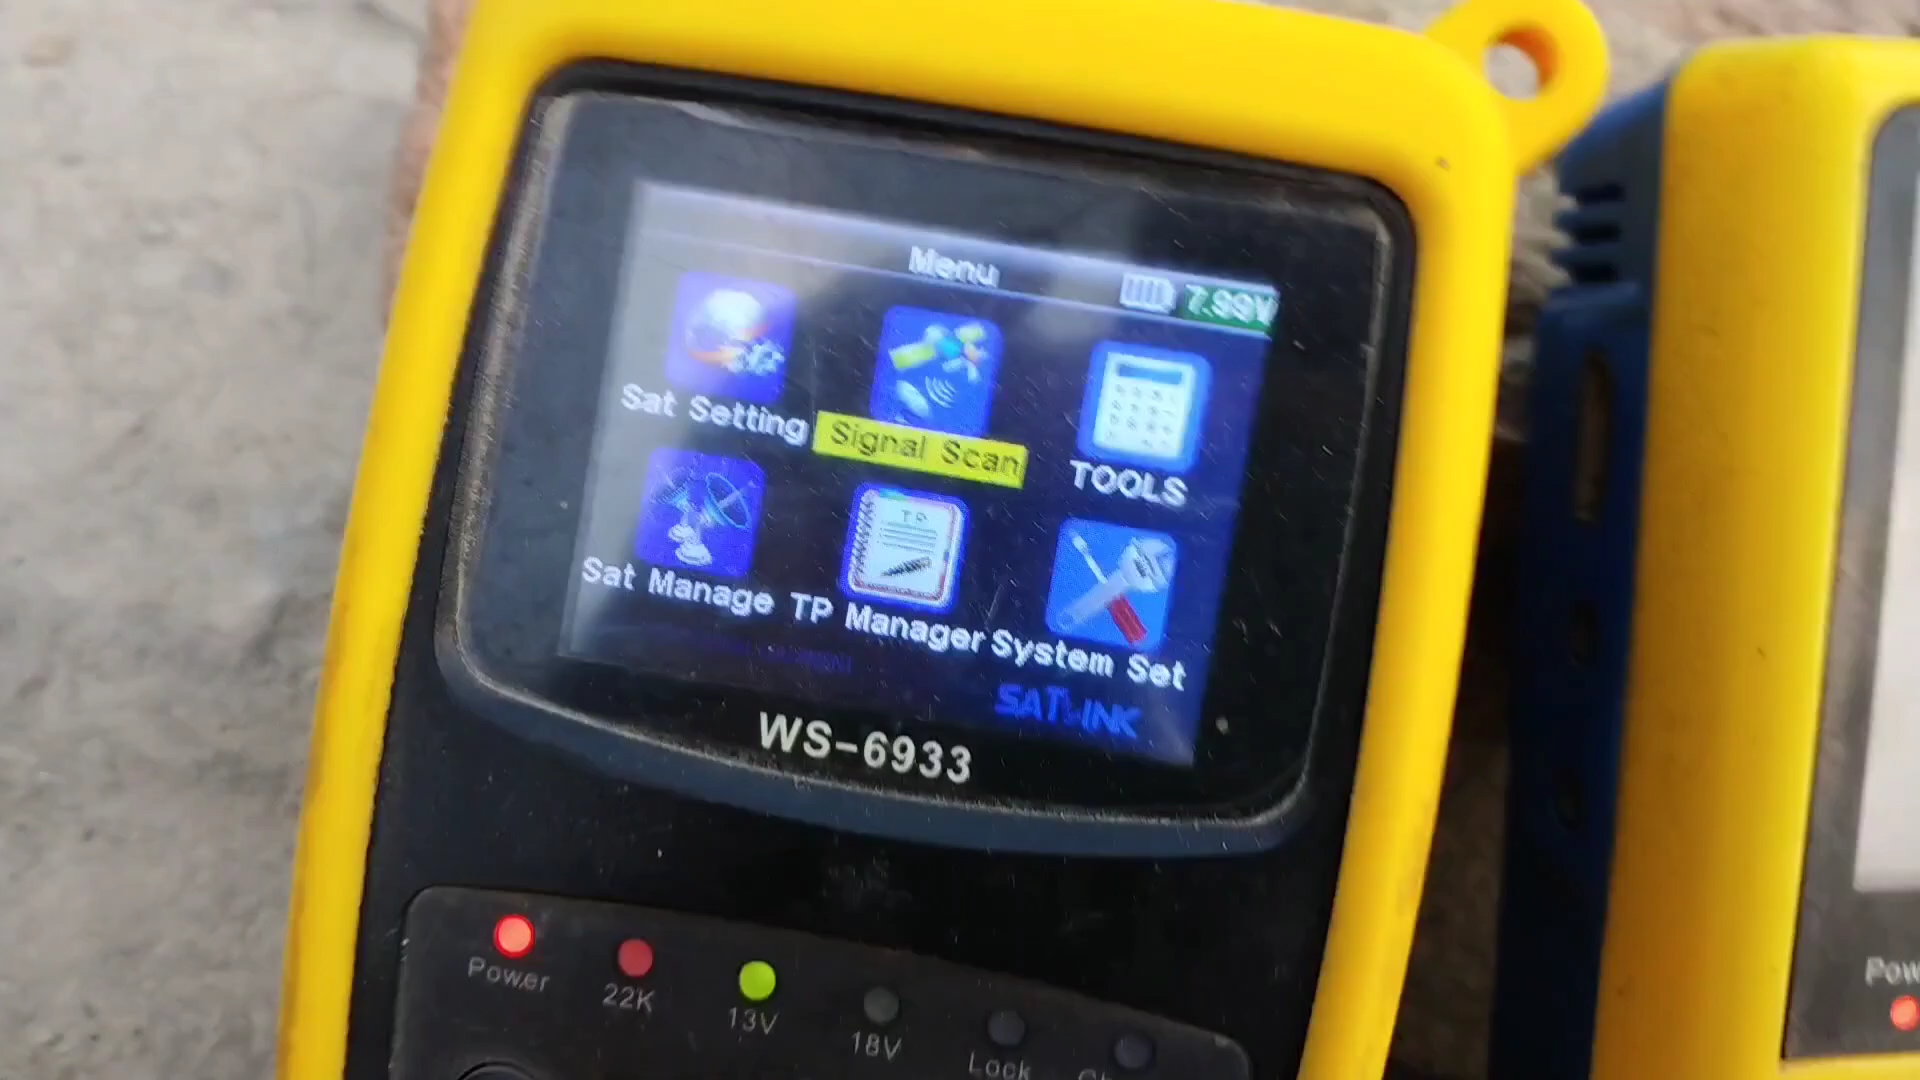 Menu
7.99V
Sat Setting
Signal Scan
TOOLS
TP
Sat Manage
TP Manager
System Set
SATLINK
WS-6933
Power
22K
13V
18V
Lock
Pow